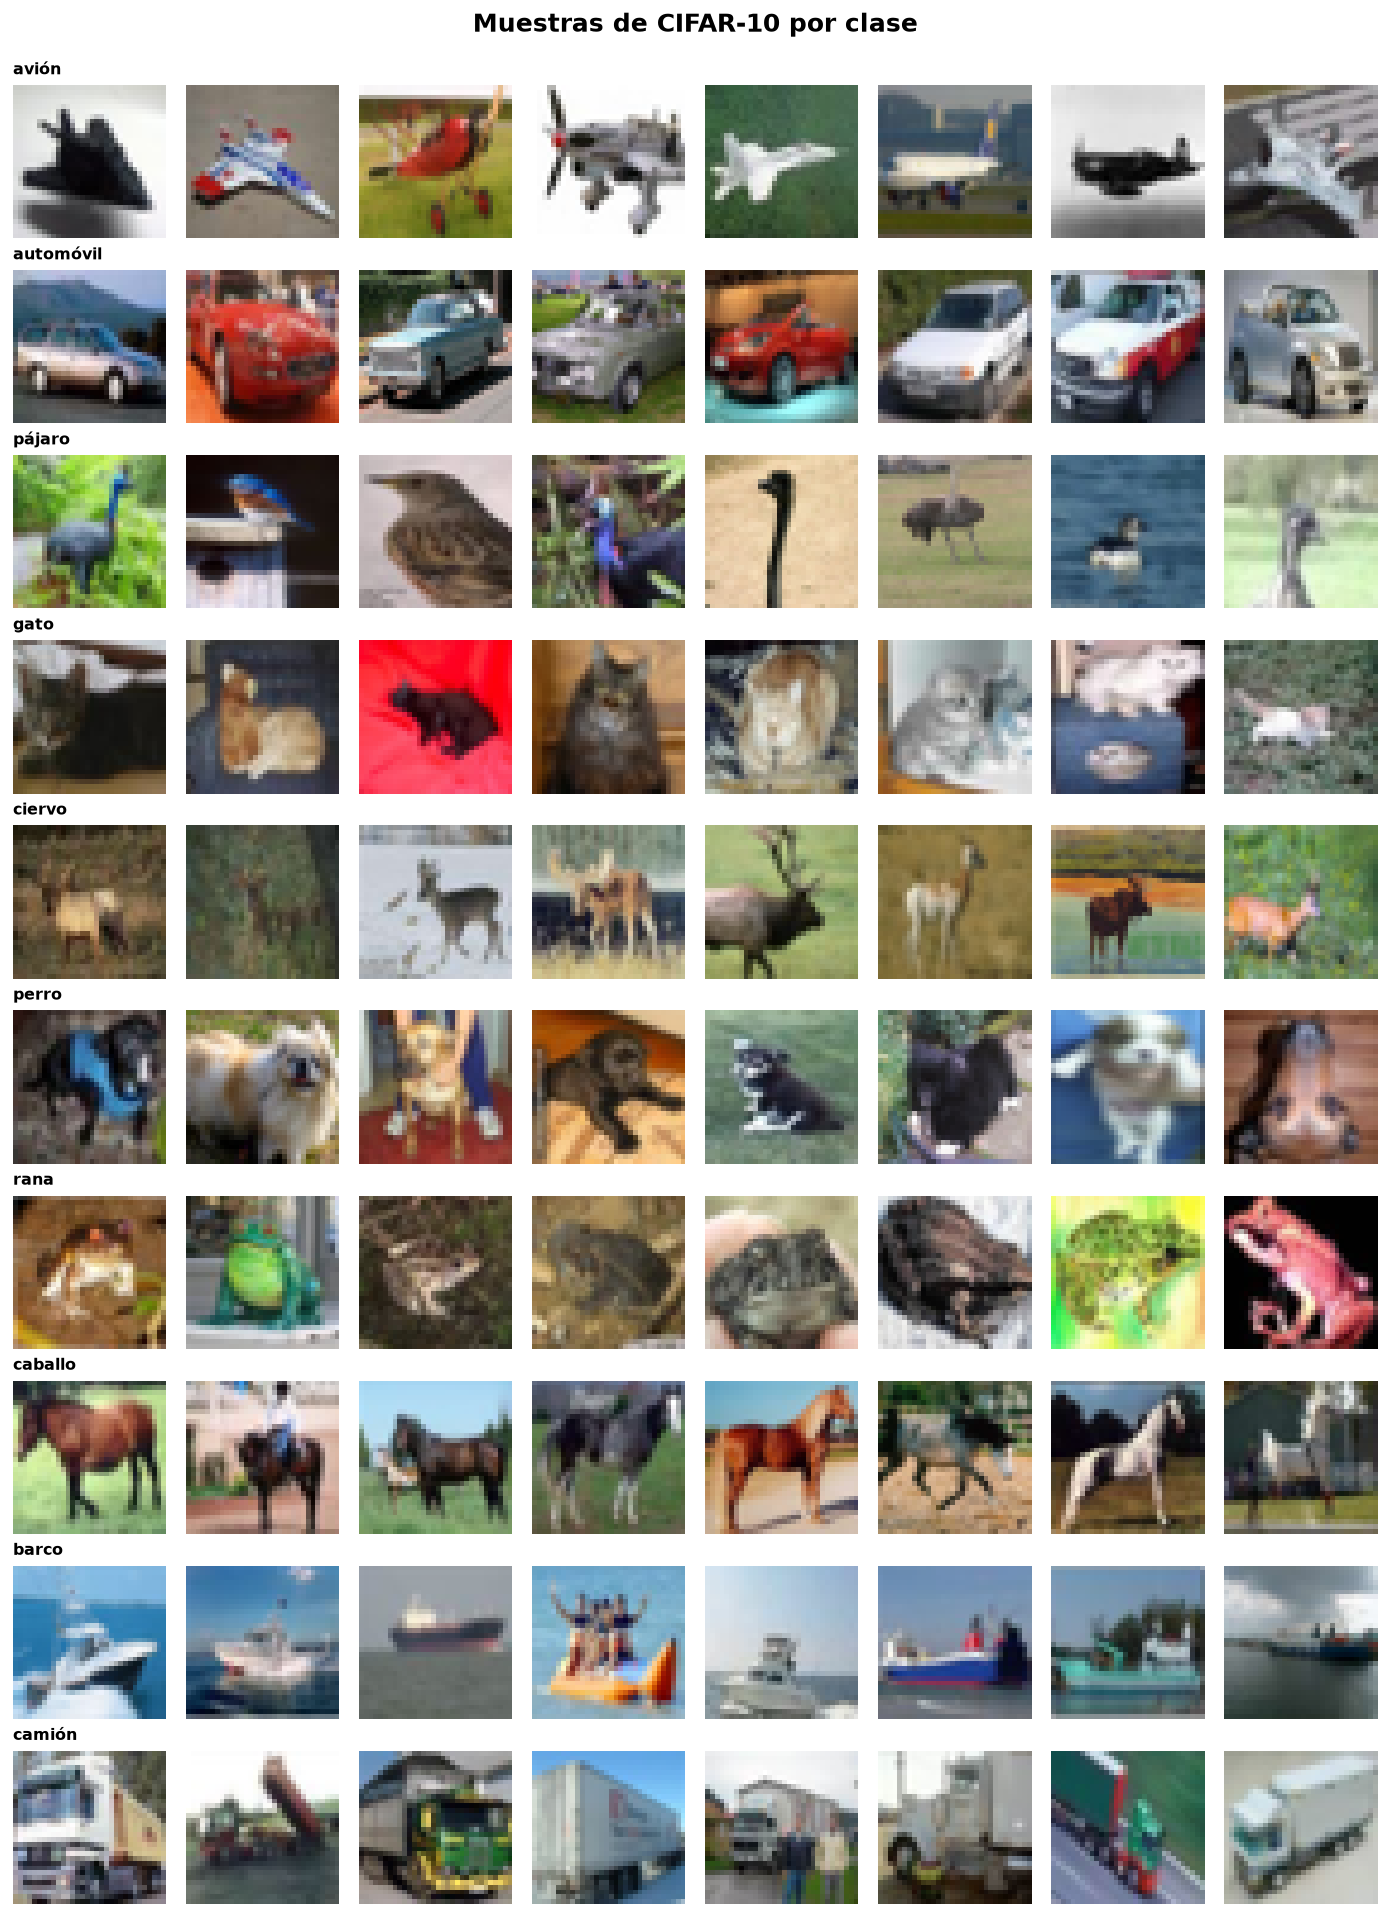 Muestras de CIFAR-10 por clase
avión
automóvil
pájaro
gato
ciervo
perro
rana
caballo
barco
camión